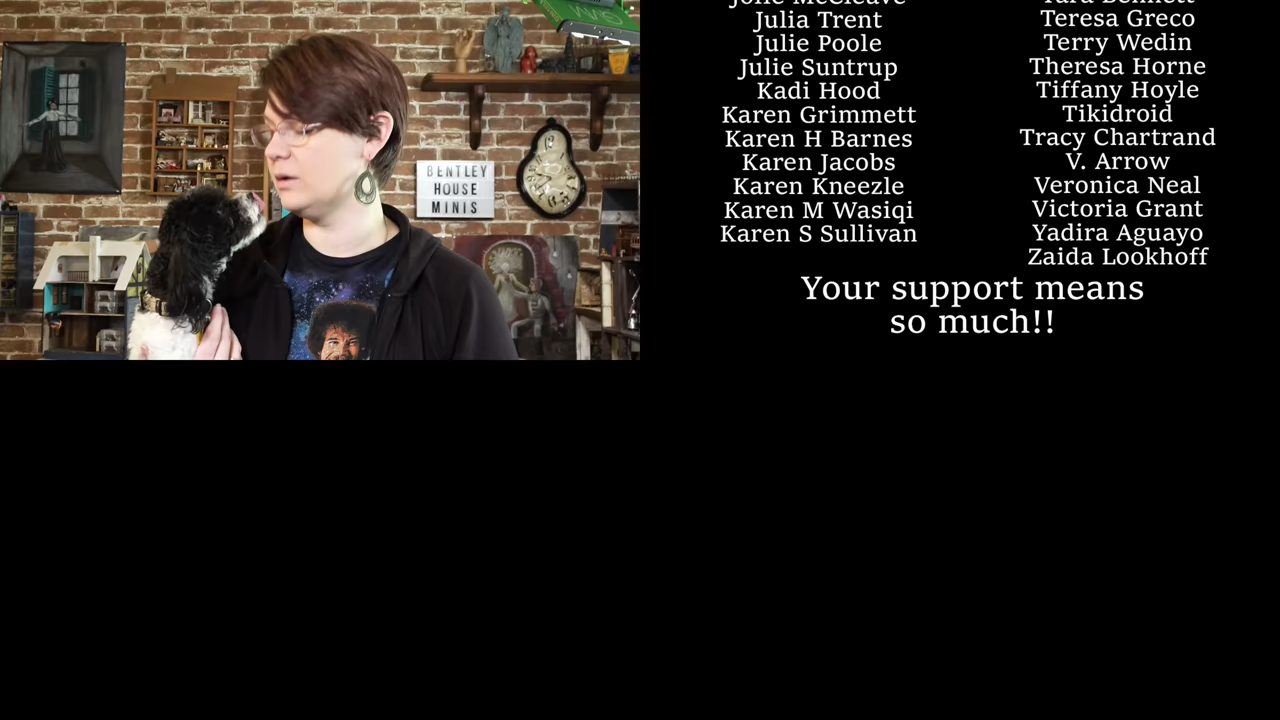 BENTLEY
HOUSE
MINIS
Julia Trent
Julie Poole
Julie Suntrup
Kadi Hood
Karen Grimmett
Karen H Barnes
Karen Jacobs
Karen Kneezle
Karen M Wasiqi
Karen S Sullivan
Teresa Greco
Terry Wedin
Theresa Horne
Tiffany Hoyle
Tikidroid
Tracy Chartrand
V. Arrow
Veronica Neal
Victoria Grant
Yadira Aguayo
Zaida Lookhoff
Your support means
so much!!